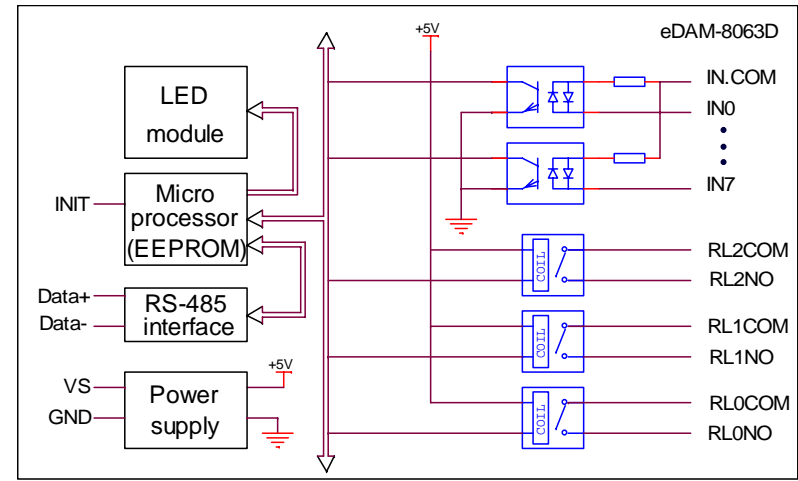 eDAM-8063D
+5V
LED
module
IN.COM
IN0
IN7
INIT
Micro
processor
(EEPROM)
Data+
Data-
RS-485
interface
VS
GND
Power
supply
+5V
COIL
RL2COM
RL2NO
COIL
RL1COM
RL1NO
COIL
RL0COM
RL0NO